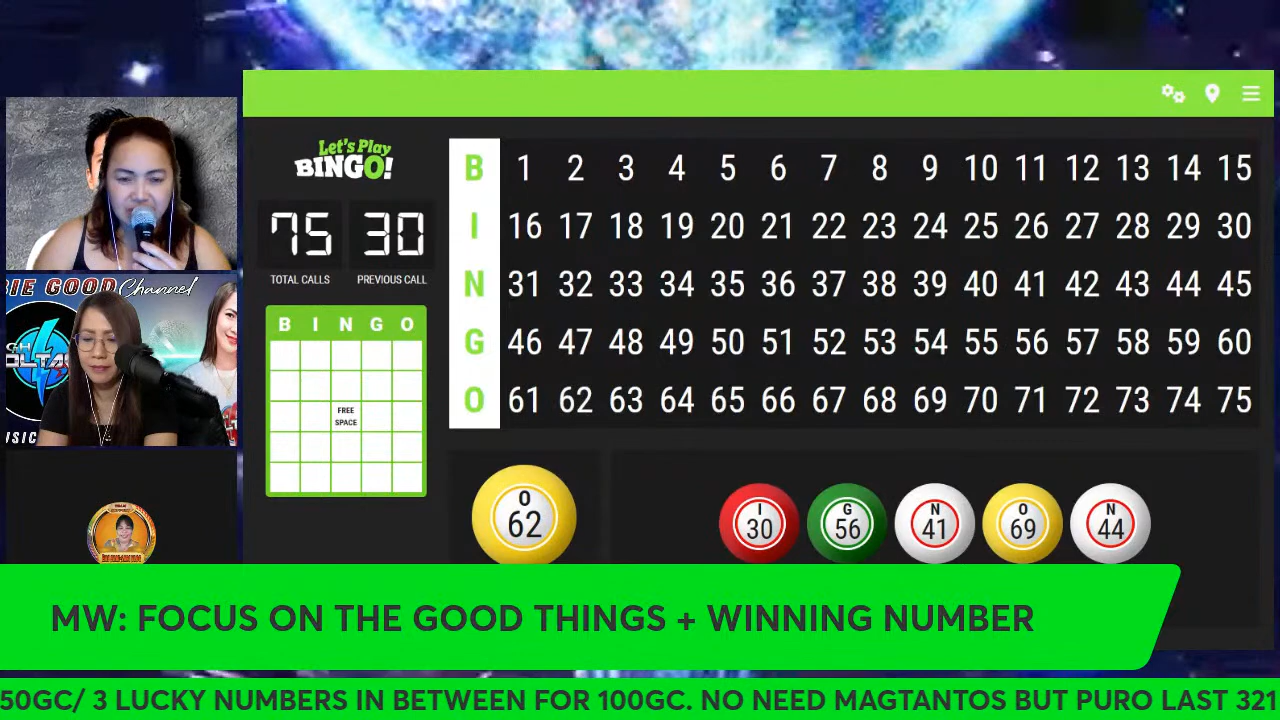 Let's Play
BINGO!
75 30
TOTAL CALLS PREVIOUS CALL
B I N G O
FREE
SPACE
B 1 2 3 4 5 6 7 8 9 10 11 12 13 14 15
I 16 17 18 19 20 21 22 23 24 25 26 27 28 29 30
N 31 32 33 34 35 36 37 38 39 40 41 42 43 44 45
G 46 47 48 49 50 51 52 53 54 55 56 57 58 59 60
O 61 62 63 64 65 66 67 68 69 70 71 72 73 74 75
O
62
I
30
G
56
N
41
O
69
N
44
GOOD Channel
MW: FOCUS ON THE GOOD THINGS + WINNING NUMBER
50GC/ 3 LUCKY NUMBERS IN BETWEEN FOR 100GC. NO NEED MAGTANTOS BUT PURO LAST 321